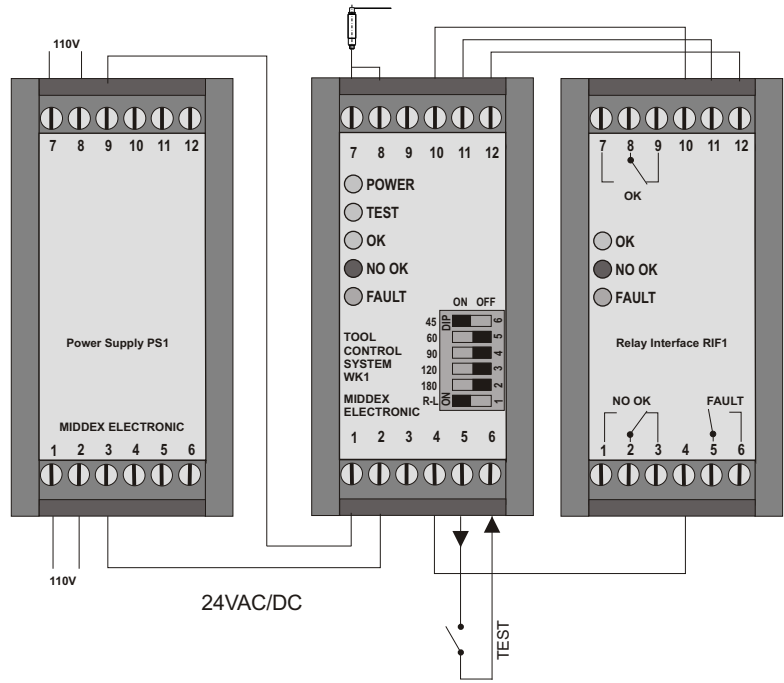 110V
7 8 9 10 11 12
Power Supply PS1
MIDDEX ELECTRONIC
1 2 3 4 5 6
110V
24VAC/DC
7 8 9 10 11 12
POWER
TEST
OK
NO OK
FAULT
ON OFF
DIP
45 6
60 5
90 4
120 3
180 2
R-L ON 1
TOOL
CONTROL
SYSTEM
WK1
MIDDEX
ELECTRONIC
1 2 3 4 5 6
TEST
7 8 9 10 11 12
OK
OK
NO OK
FAULT
Relay Interface RIF1
NO OK FAULT
1 2 3 4 5 6